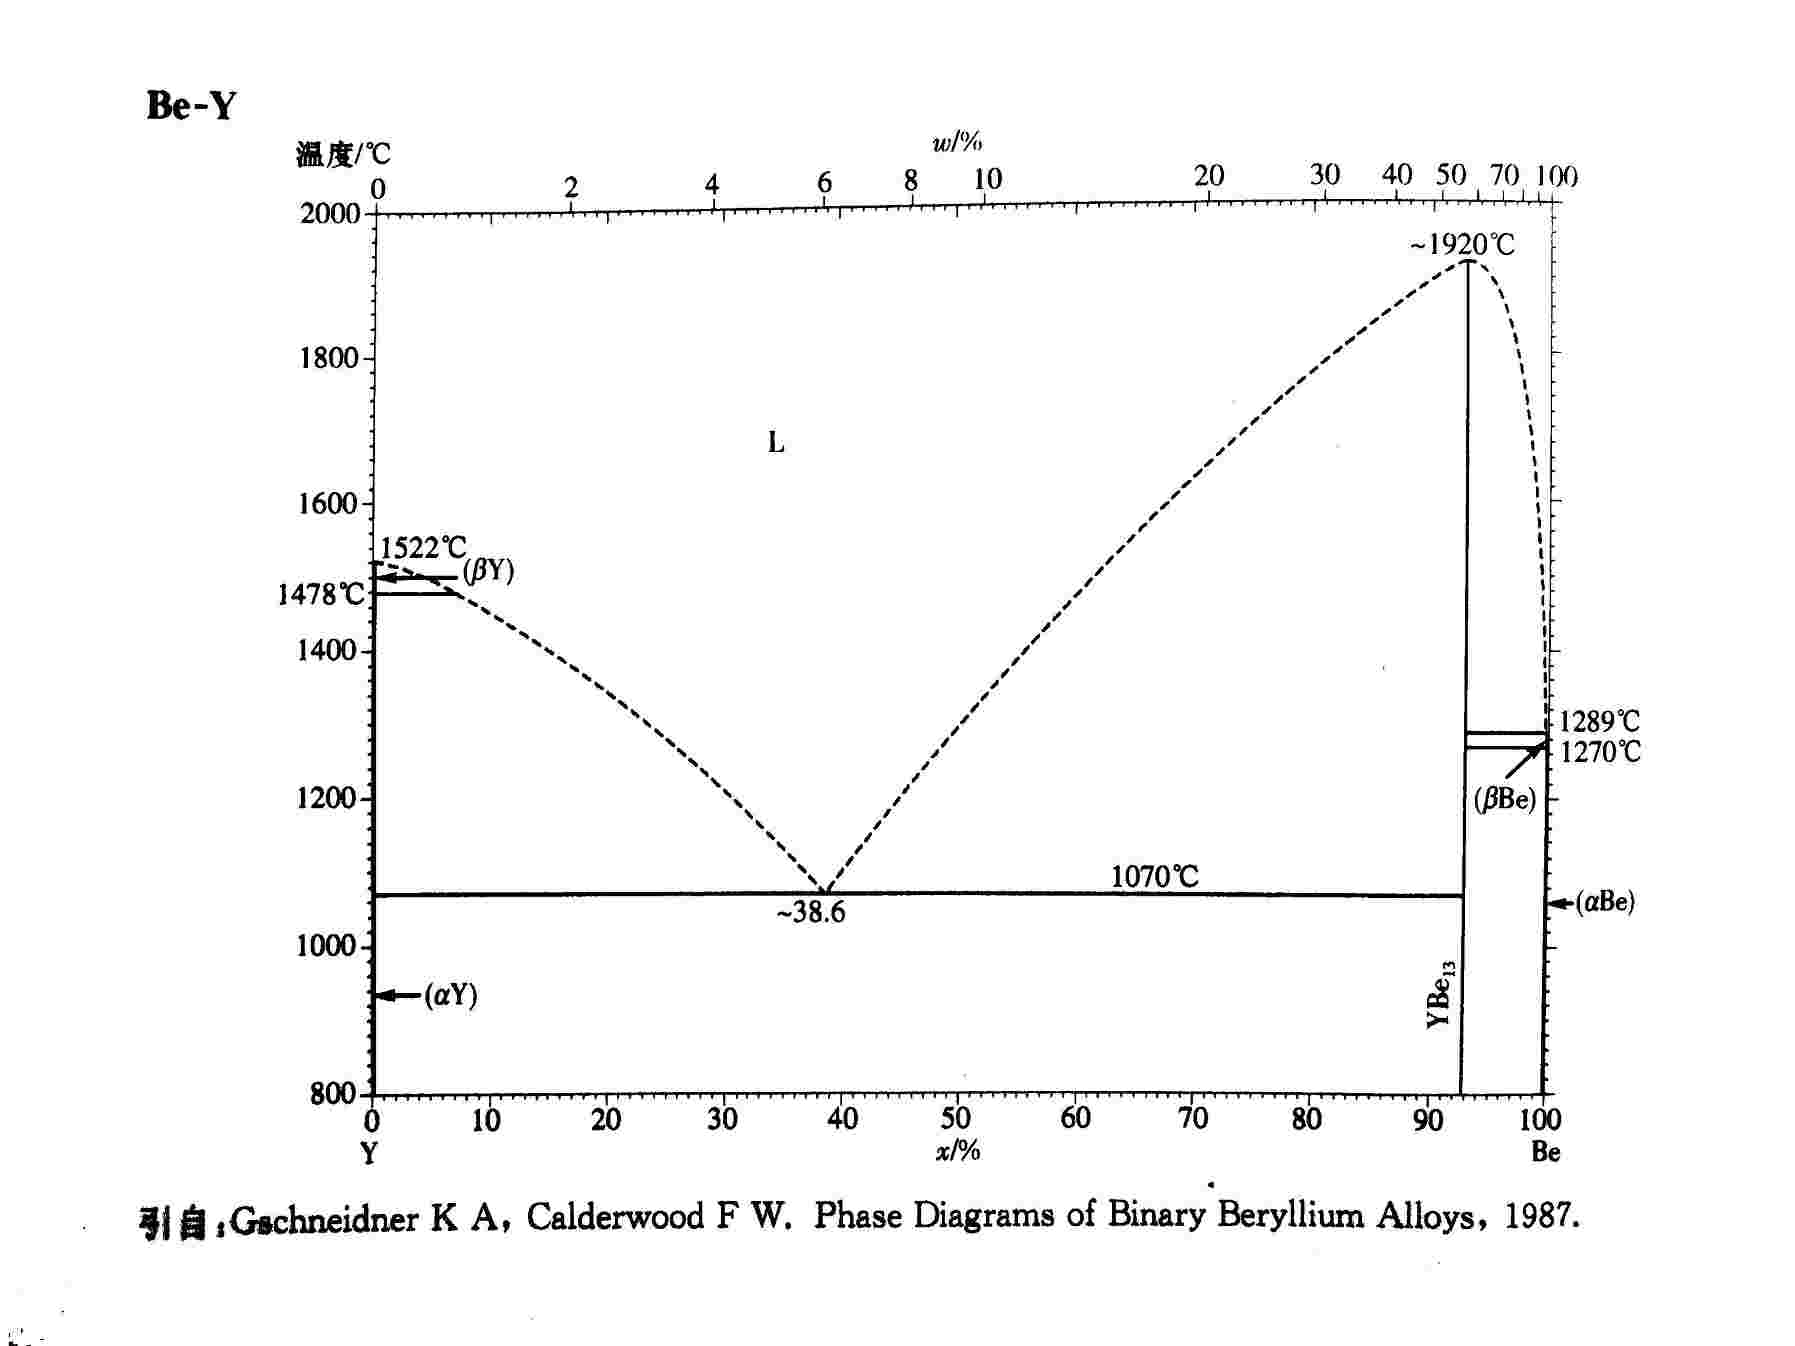 Be-Y
温度/℃
w/%
0 2 4 6 8 10 20 30 40 50 70 100
2000
~1920℃
1800
L
1600
1522℃
(βY)
1478℃
1400
1289℃
1270℃
1200
(βBe)
1070℃
~38.6
(αBe)
1000
(αY)
YBe₁₃
800
0 10 20 30 40 50 60 70 80 90 100
Y x/% Be
引自:Gschneidner K A, Calderwood F W. Phase Diagrams of Binary Beryllium Alloys, 1987.